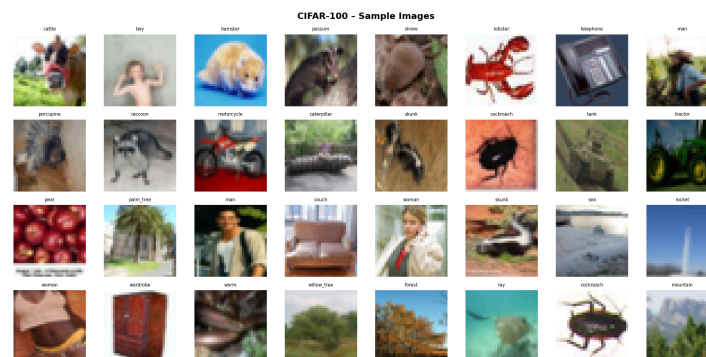 CIFAR-100 – Sample Images
cattle boy hamster possum shrew lobster telephone man
porcupine raccoon motorcycle caterpillar skunk cockroach tank tractor
pear palm_tree man couch woman skunk sea rocket
woman wardrobe worm willow_tree forest ray cockroach mountain